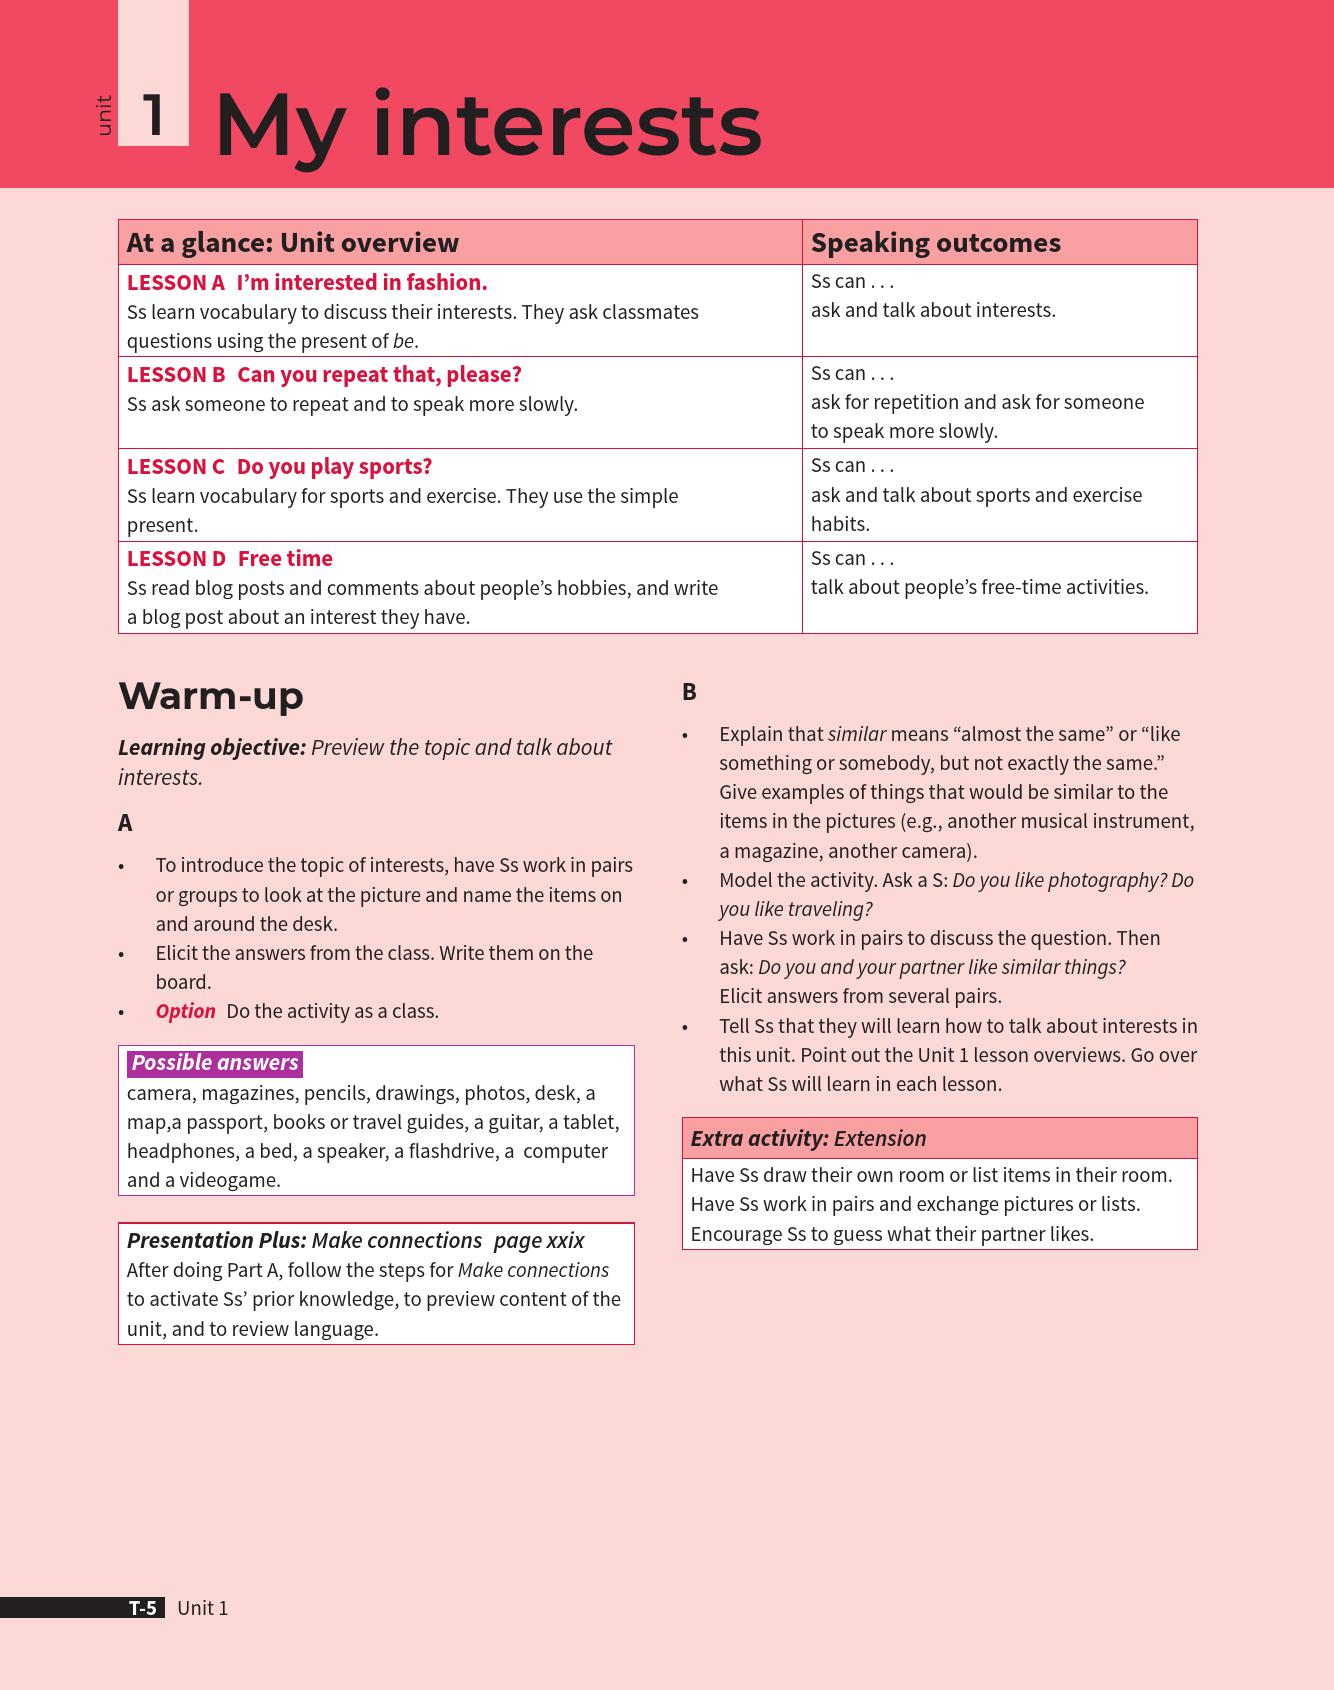 unit
1
My interests
At a glance: Unit overview
Speaking outcomes
LESSON A I’m interested in fashion.
Ss learn vocabulary to discuss their interests. They ask classmates
questions using the present of be.
Ss can . . .
ask and talk about interests.
LESSON B Can you repeat that, please?
Ss ask someone to repeat and to speak more slowly.
Ss can . . .
ask for repetition and ask for someone
to speak more slowly.
LESSON C Do you play sports?
Ss learn vocabulary for sports and exercise. They use the simple
present.
Ss can . . .
ask and talk about sports and exercise
habits.
LESSON D Free time
Ss read blog posts and comments about people’s hobbies, and write
a blog post about an interest they have.
Ss can . . .
talk about people’s free-time activities.
Warm-up
Learning objective: Preview the topic and talk about
interests.
A
• To introduce the topic of interests, have Ss work in pairs
or groups to look at the picture and name the items on
and around the desk.
• Elicit the answers from the class. Write them on the
board.
• Option Do the activity as a class.
Possible answers
camera, magazines, pencils, drawings, photos, desk, a
map,a passport, books or travel guides, a guitar, a tablet,
headphones, a bed, a speaker, a flashdrive, a computer
and a videogame.
Presentation Plus: Make connections page xxix
After doing Part A, follow the steps for Make connections
to activate Ss’ prior knowledge, to preview content of the
unit, and to review language.
B
• Explain that similar means “almost the same” or “like
something or somebody, but not exactly the same.”
Give examples of things that would be similar to the
items in the pictures (e.g., another musical instrument,
a magazine, another camera).
• Model the activity. Ask a S: Do you like photography? Do
you like traveling?
• Have Ss work in pairs to discuss the question. Then
ask: Do you and your partner like similar things?
Elicit answers from several pairs.
• Tell Ss that they will learn how to talk about interests in
this unit. Point out the Unit 1 lesson overviews. Go over
what Ss will learn in each lesson.
Extra activity: Extension
Have Ss draw their own room or list items in their room.
Have Ss work in pairs and exchange pictures or lists.
Encourage Ss to guess what their partner likes.
T-5 Unit 1